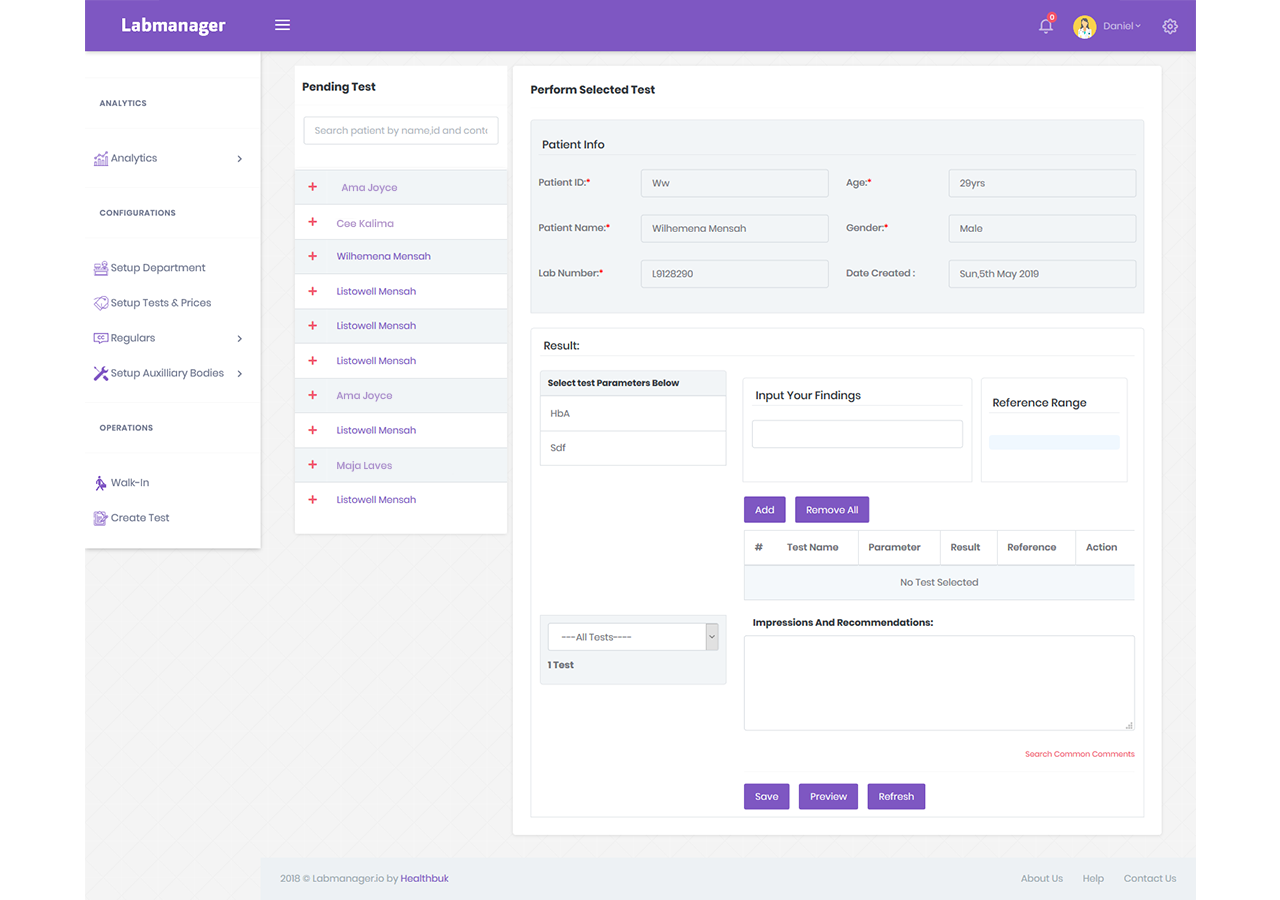 Labmanager
0
Daniel
ANALYTICS
Analytics
CONFIGURATIONS
Setup Department
Setup Tests & Prices
Regulars
Setup Auxilliary Bodies
OPERATIONS
Walk-In
Create Test
Pending Test
Search patient by name,id and conta
+ Ama Joyce
+ Cee Kalima
+ Wilhemena Mensah
+ Listowell Mensah
+ Listowell Mensah
+ Listowell Mensah
+ Ama Joyce
+ Listowell Mensah
+ Maja Laves
+ Listowell Mensah
Perform Selected Test
Patient Info
Patient ID:* Ww Age:* 29yrs
Patient Name:* Wilhemena Mensah Gender:* Male
Lab Number:* L9128290 Date Created : Sun,5th May 2019
Result:
Select test Parameters Below
HbA
Sdf
---All Tests----
1 Test
Input Your Findings
Reference Range
Add Remove All
# Test Name Parameter Result Reference Action
No Test Selected
Impressions And Recommendations:
Search Common Comments
Save Preview Refresh
2018 © Labmanager.io by Healthbuk
About Us Help Contact Us